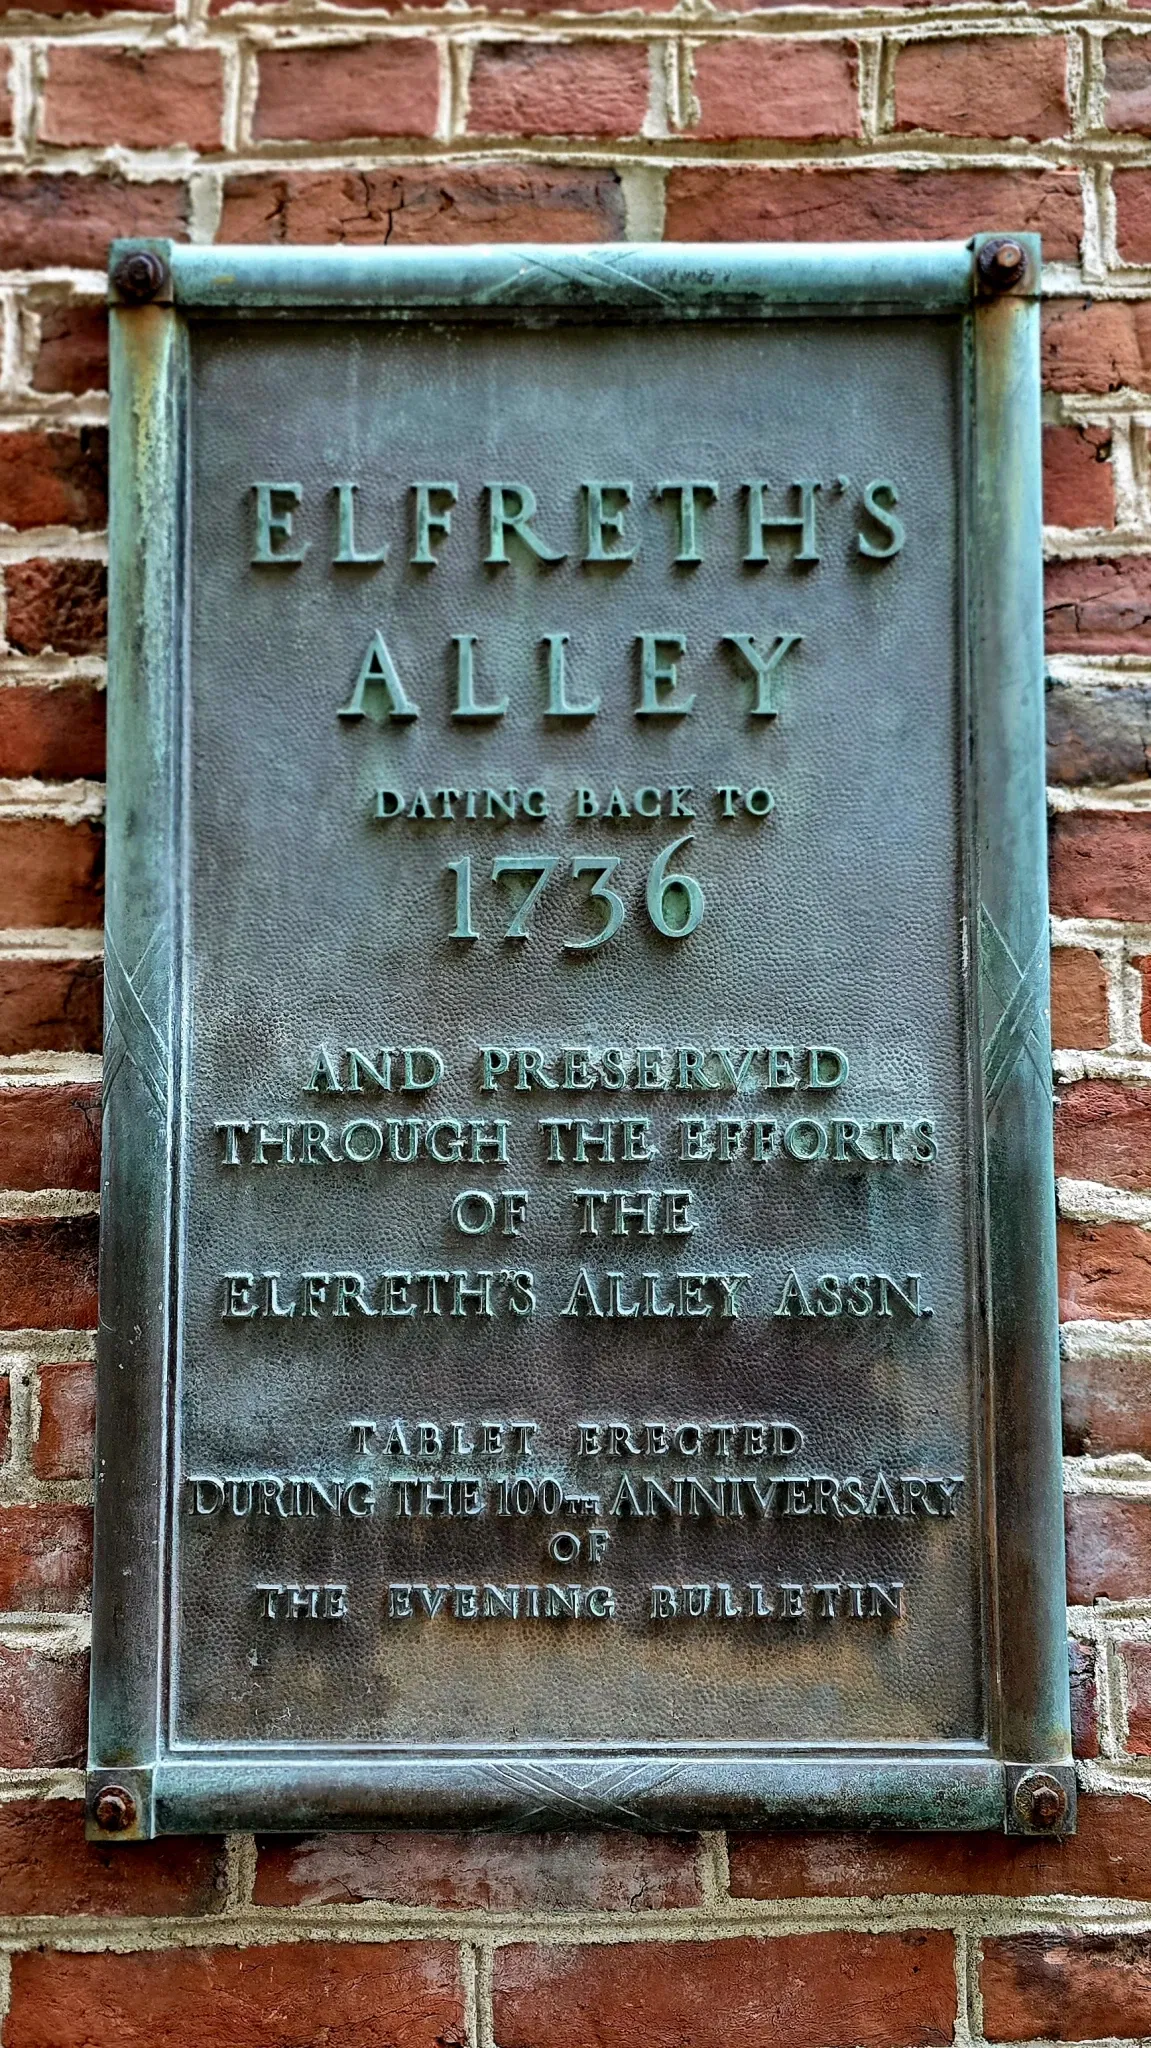 ELFRETH'S
ALLEY
DATING BACK TO
1736
AND PRESERVED
THROUGH THE EFFORTS
OF THE
ELFRETH'S ALLEY ASSN.
TABLET ERECTED
DURING THE 100TH ANNIVERSARY
OF
THE EVENING BULLETIN